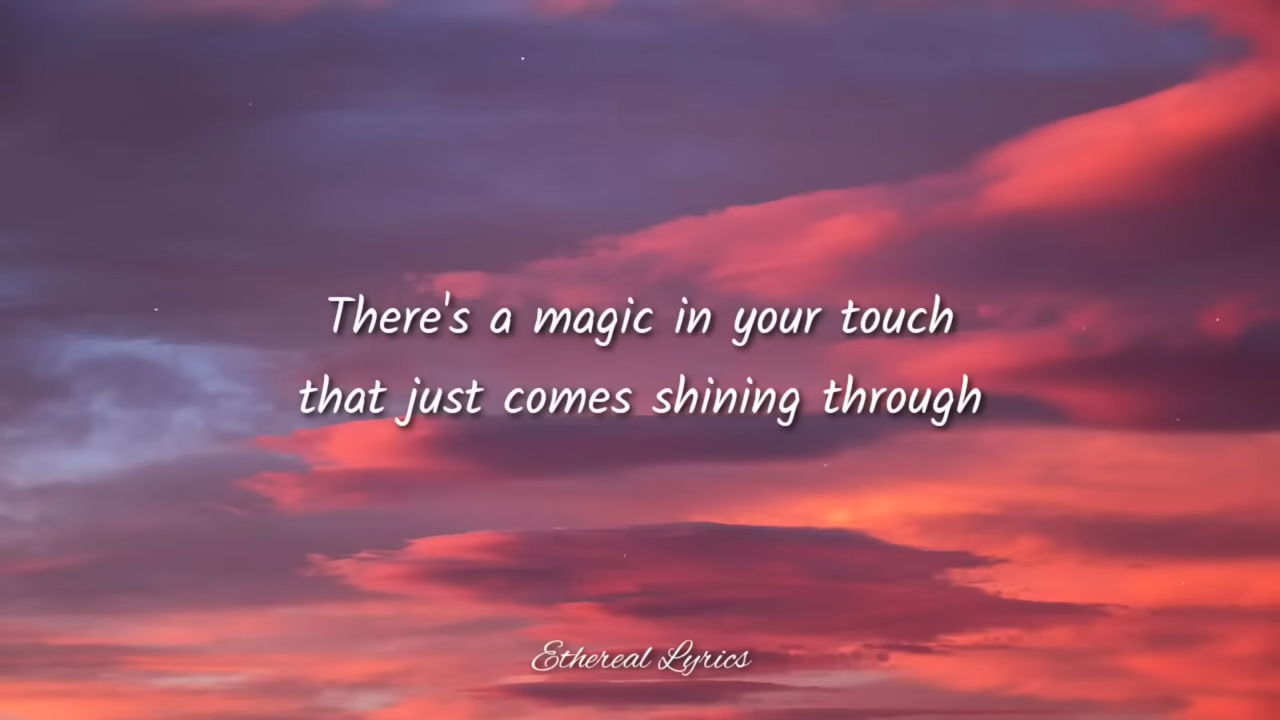 There's a magic in your touch
that just comes shining through
Ethereal Lyrics